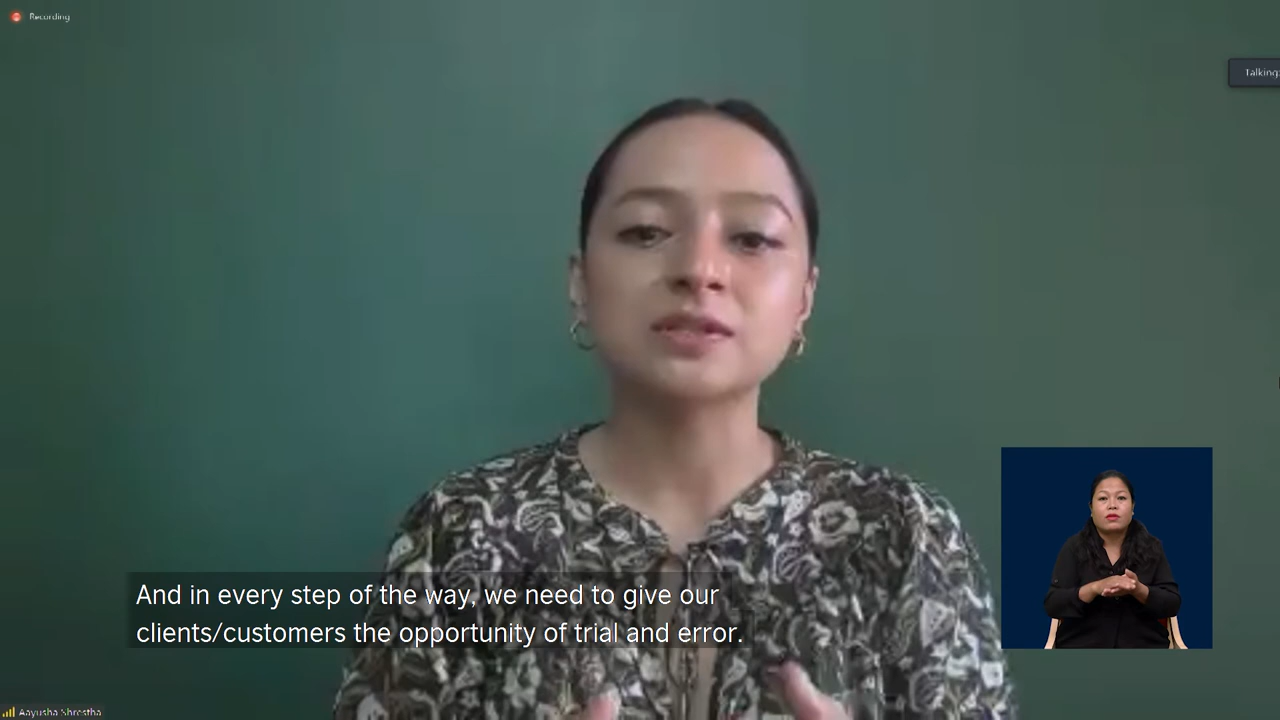 Recording
Talking:
And in every step of the way, we need to give our
clients/customers the opportunity of trial and error.
Aayusha Shrestha